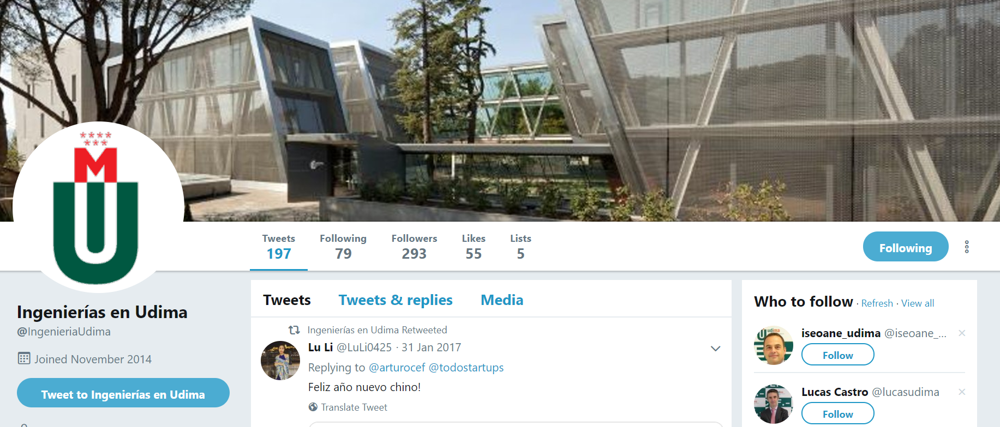 M
U
Tweets Following Followers Likes Lists
197 79 293 55 5
Following
Ingenierías en Udima
@IngenieriaUdima
Joined November 2014
Tweet to Ingenierías en Udima
Tweets Tweets & replies Media
Ingenierías en Udima Retweeted
Lu Li @LuLi0425 · 31 Jan 2017
Replying to @arturocef @todostartups
Feliz año nuevo chino!
Translate Tweet
Who to follow · Refresh · View all
udima
iseoane_udima @iseoane_...
Follow
Lucas Castro @lucasudima
Follow